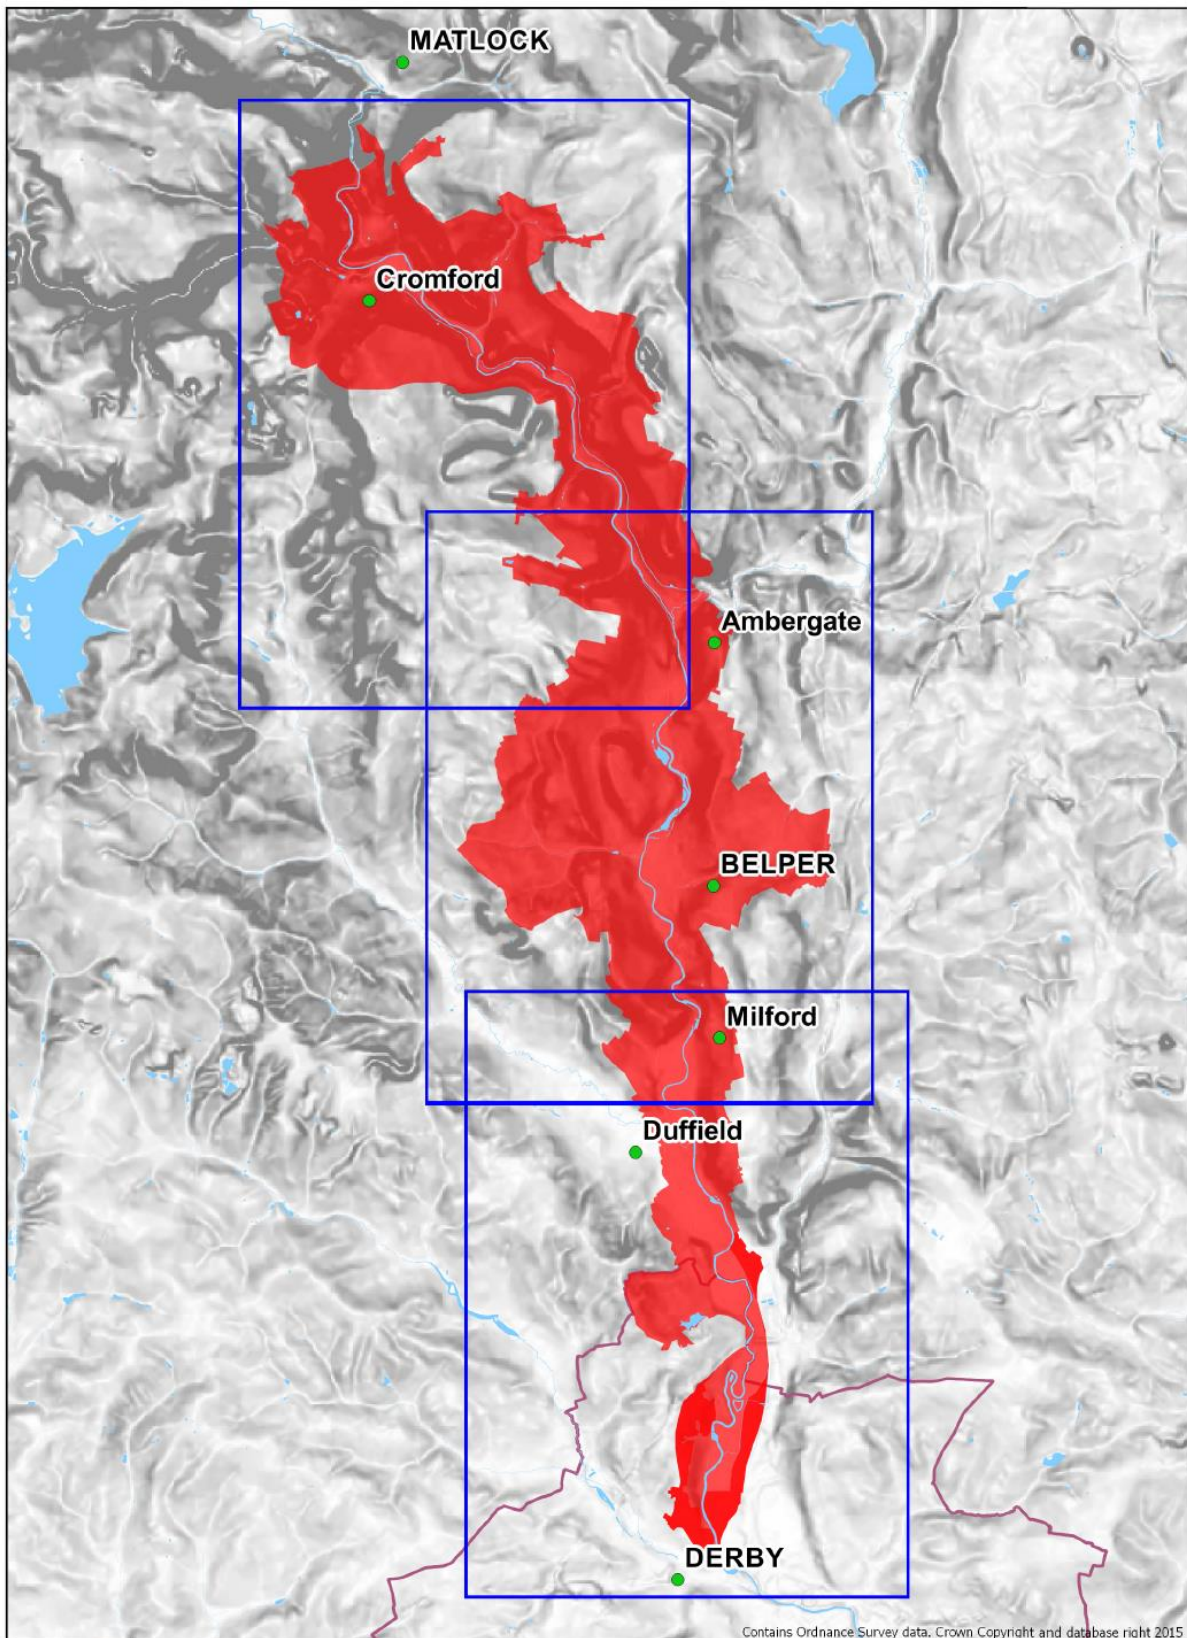 MATLOCK
Cromford
Ambergate
BELPER
Milford
Duffield
DERBY
Contains Ordnance Survey data. Crown Copyright and database right 2015